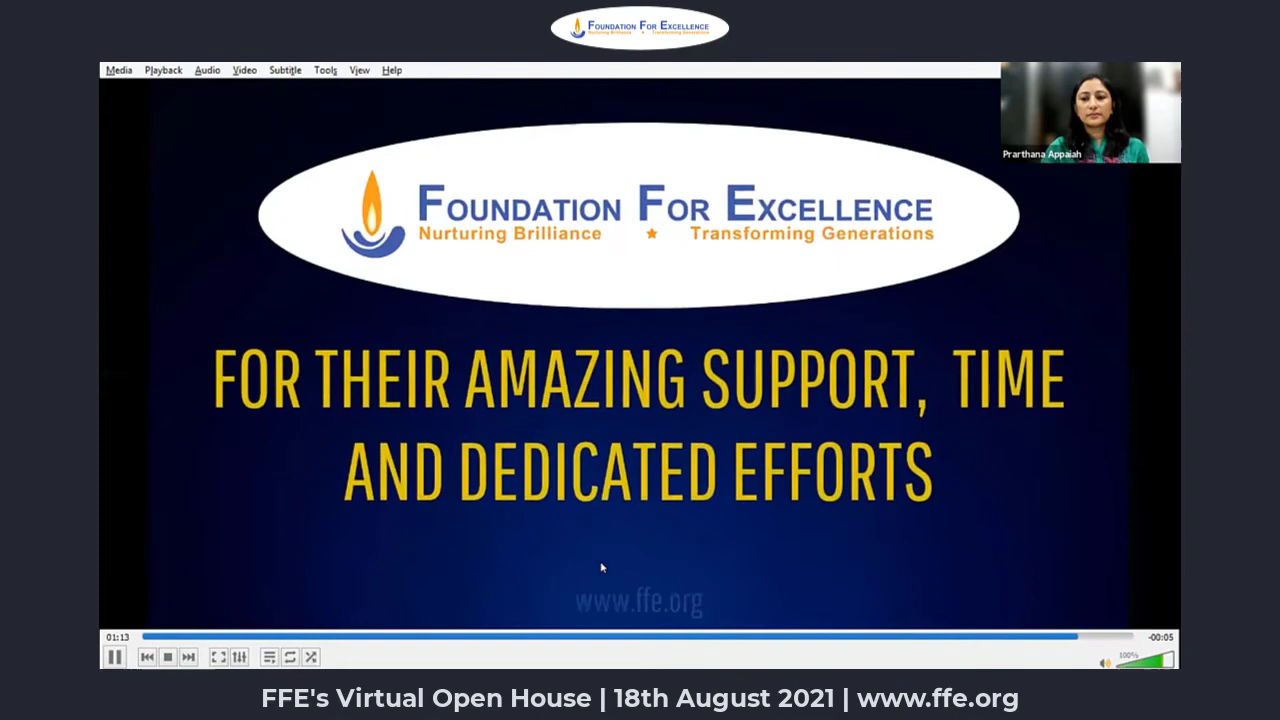 FOUNDATION FOR EXCELLENCE
Nurturing Brilliance Transforming Generations
Media Playback Audio Video Subtitle Tools View Help
Prarthana Appaiah
FOUNDATION FOR EXCELLENCE
Nurturing Brilliance ★ Transforming Generations
FOR THEIR AMAZING SUPPORT, TIME
AND DEDICATED EFFORTS
www.ffe.org
01:13 -00:05
100%
FFE's Virtual Open House | 18th August 2021 | www.ffe.org